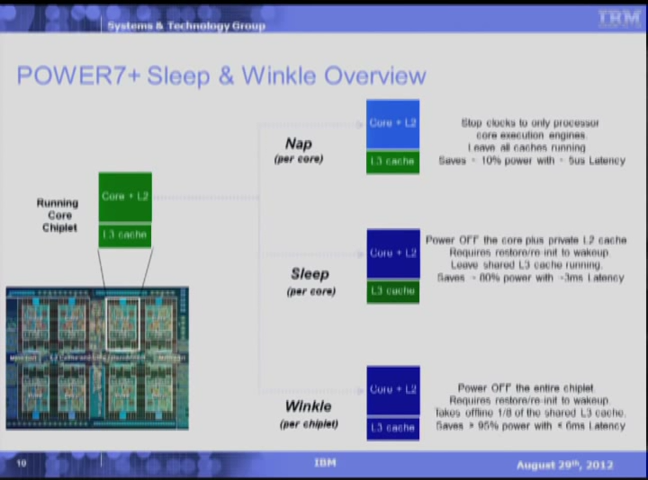 Systems & Technology Group
IBM
POWER7+ Sleep & Winkle Overview
Running
Core
Chiplet
Core + L2
L3 cache
Nap
(per core)
Core + L2
L3 cache
Stop clocks to only processor
core execution engines.
Leave all caches running
Saves ~ 10% power with ~ 5us Latency
Sleep
(per core)
Core + L2
L3 cache
Power OFF the core plus private L2 cache
Requires restore/re-init to wakeup.
Leave shared L3 cache running.
Saves ~ 80% power with ~3ms Latency
Winkle
(per chiplet)
Core + L2
L3 cache
Power OFF the entire chiplet.
Requires restore/re-init to wakeup.
Takes offline 1/8 of the shared L3 cache.
Saves > 95% power with < 6ms Latency
10
IBM
August 29th, 2012